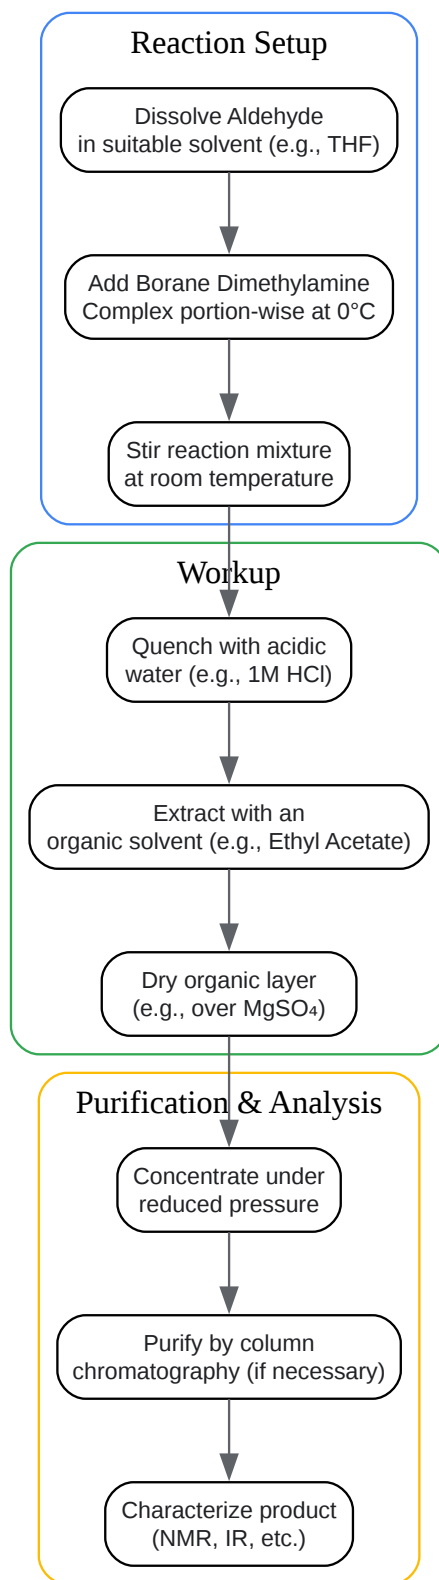 Reaction Setup
Dissolve Aldehyde
in suitable solvent (e.g., THF)
Add Borane Dimethylamine
Complex portion-wise at 0°C
Stir reaction mixture
at room temperature
Workup
Quench with acidic
water (e.g., 1M HCl)
Extract with an
organic solvent (e.g., Ethyl Acetate)
Dry organic layer
(e.g., over MgSO₄)
Purification & Analysis
Concentrate under
reduced pressure
Purify by column
chromatography (if necessary)
Characterize product
(NMR, IR, etc.)